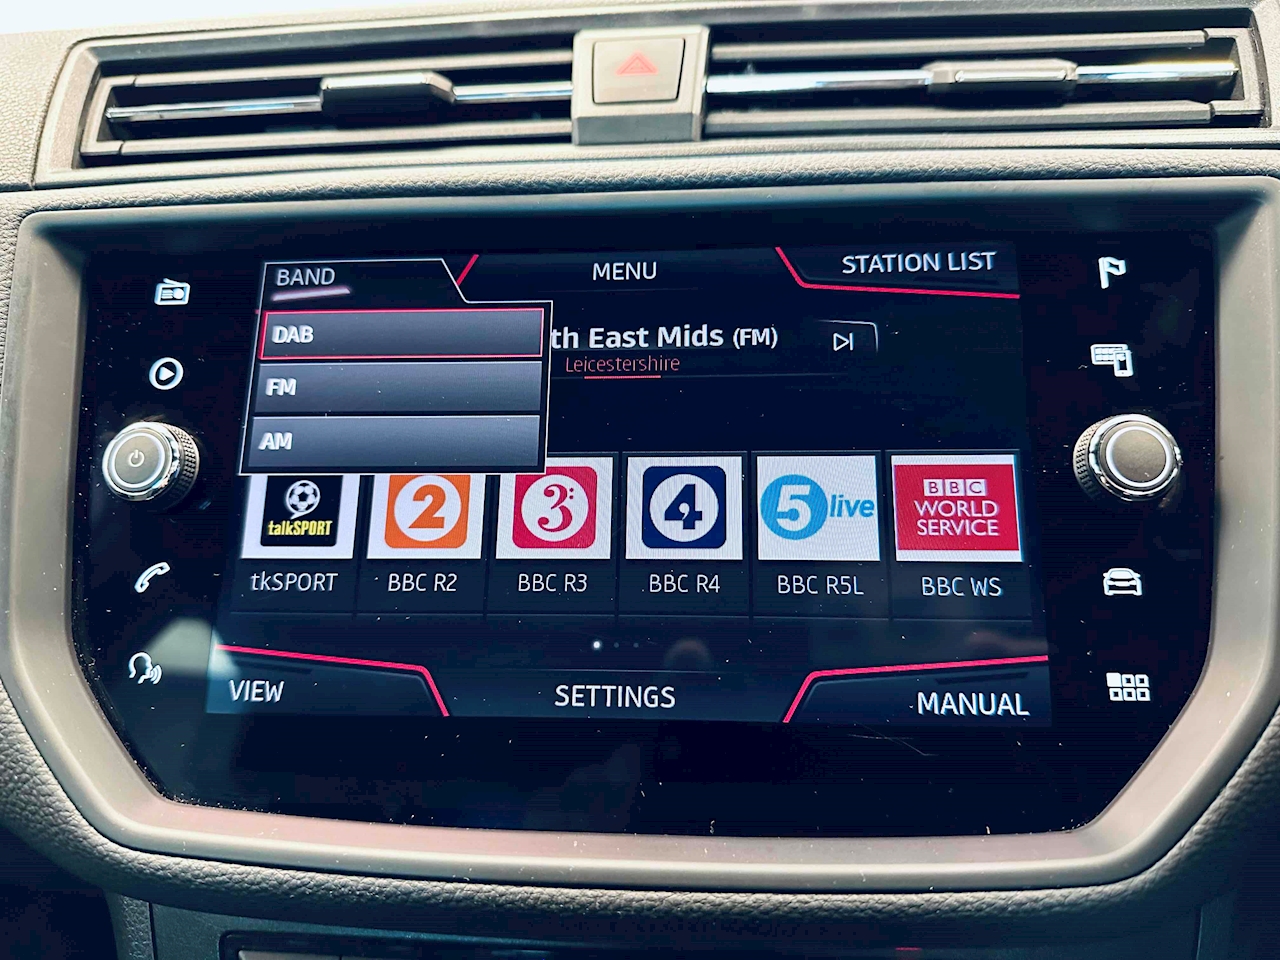 BAND
MENU
STATION LIST
DAB
th East Mids (FM)
Leicestershire
FM
AM
talkSPORT
2
3
4
5 live
BBC
WORLD
SERVICE
tkSPORT
BBC R2
BBC R3
BBC R4
BBC R5L
BBC WS
VIEW
SETTINGS
MANUAL